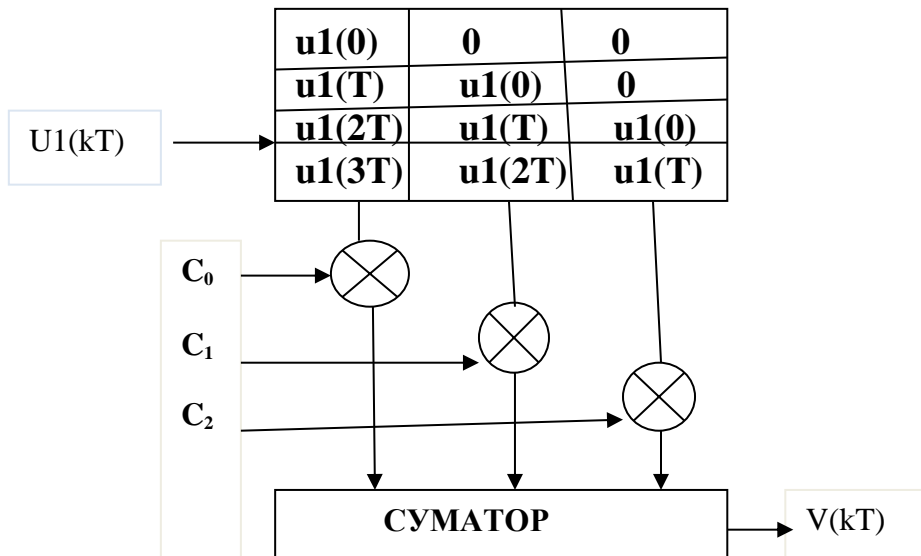 u1(0) 0 0
u1(T) u1(0) 0
U1(kT)
u1(2T) u1(T) u1(0)
u1(3T) u1(2T) u1(T)
C₀
C₁
C₂
СУМАТОР
V(kT)